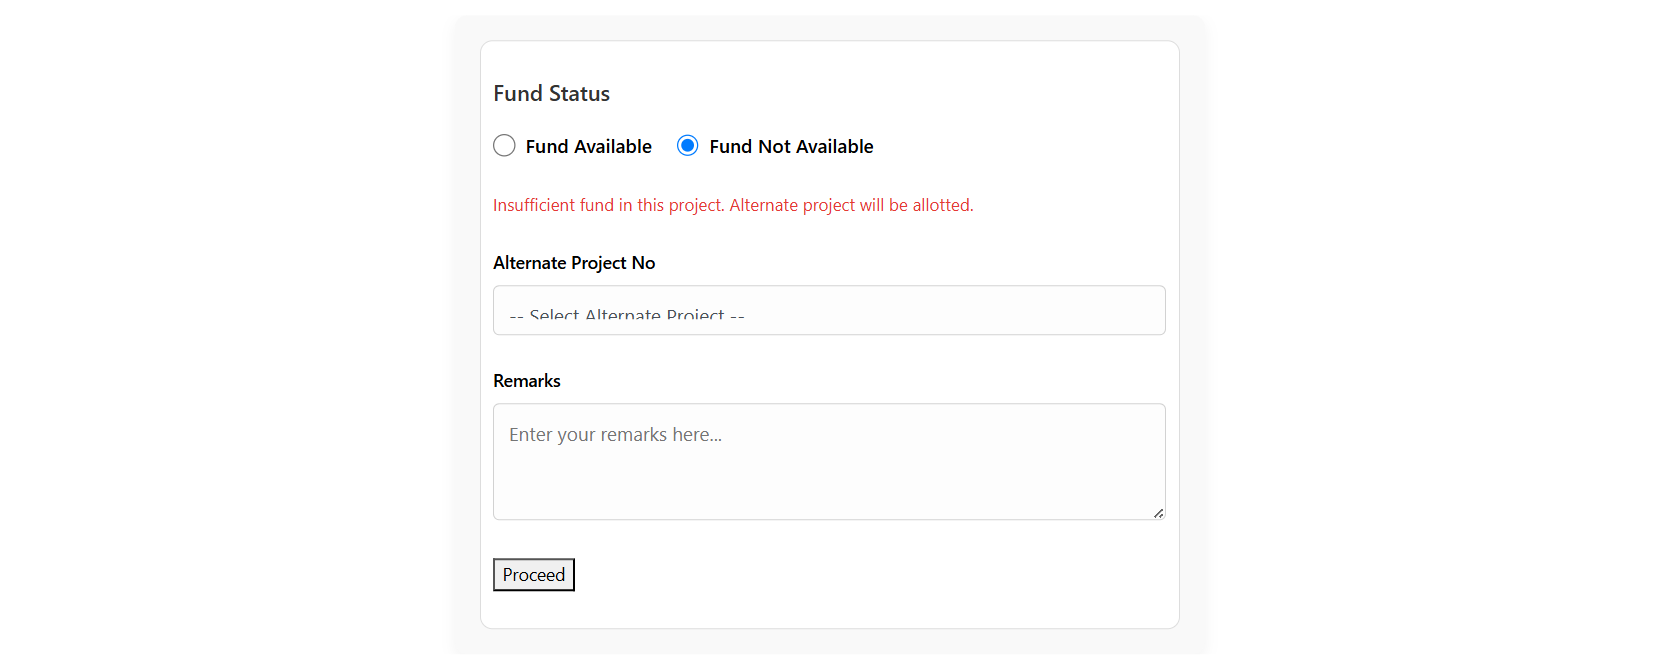 Fund Status
Fund Available Fund Not Available
Insufficient fund in this project. Alternate project will be allotted.
Alternate Project No
-- Select Alternate Project --
Remarks
Enter your remarks here...
Proceed